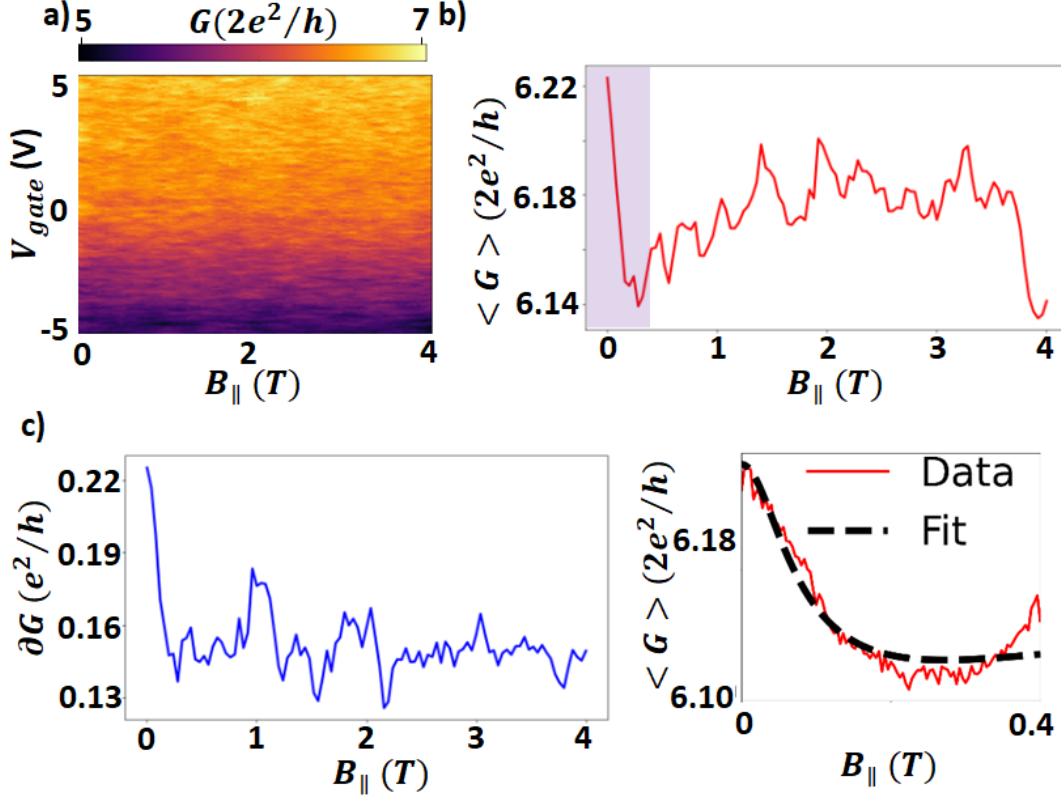 a) 5 G(2e²/h) 7
5
0
-5
V_gate (V)
0 2 4
B_∥ (T)
b)
6.22
6.18
6.14
< G > (2e²/h)
0 1 2 3 4
B_∥ (T)
c)
0.22
0.19
0.16
0.13
∂G (e²/h)
0 1 2 3 4
B_∥ (T)
Data
Fit
6.18
6.10
< G > (2e²/h)
0 0.4
B_∥ (T)